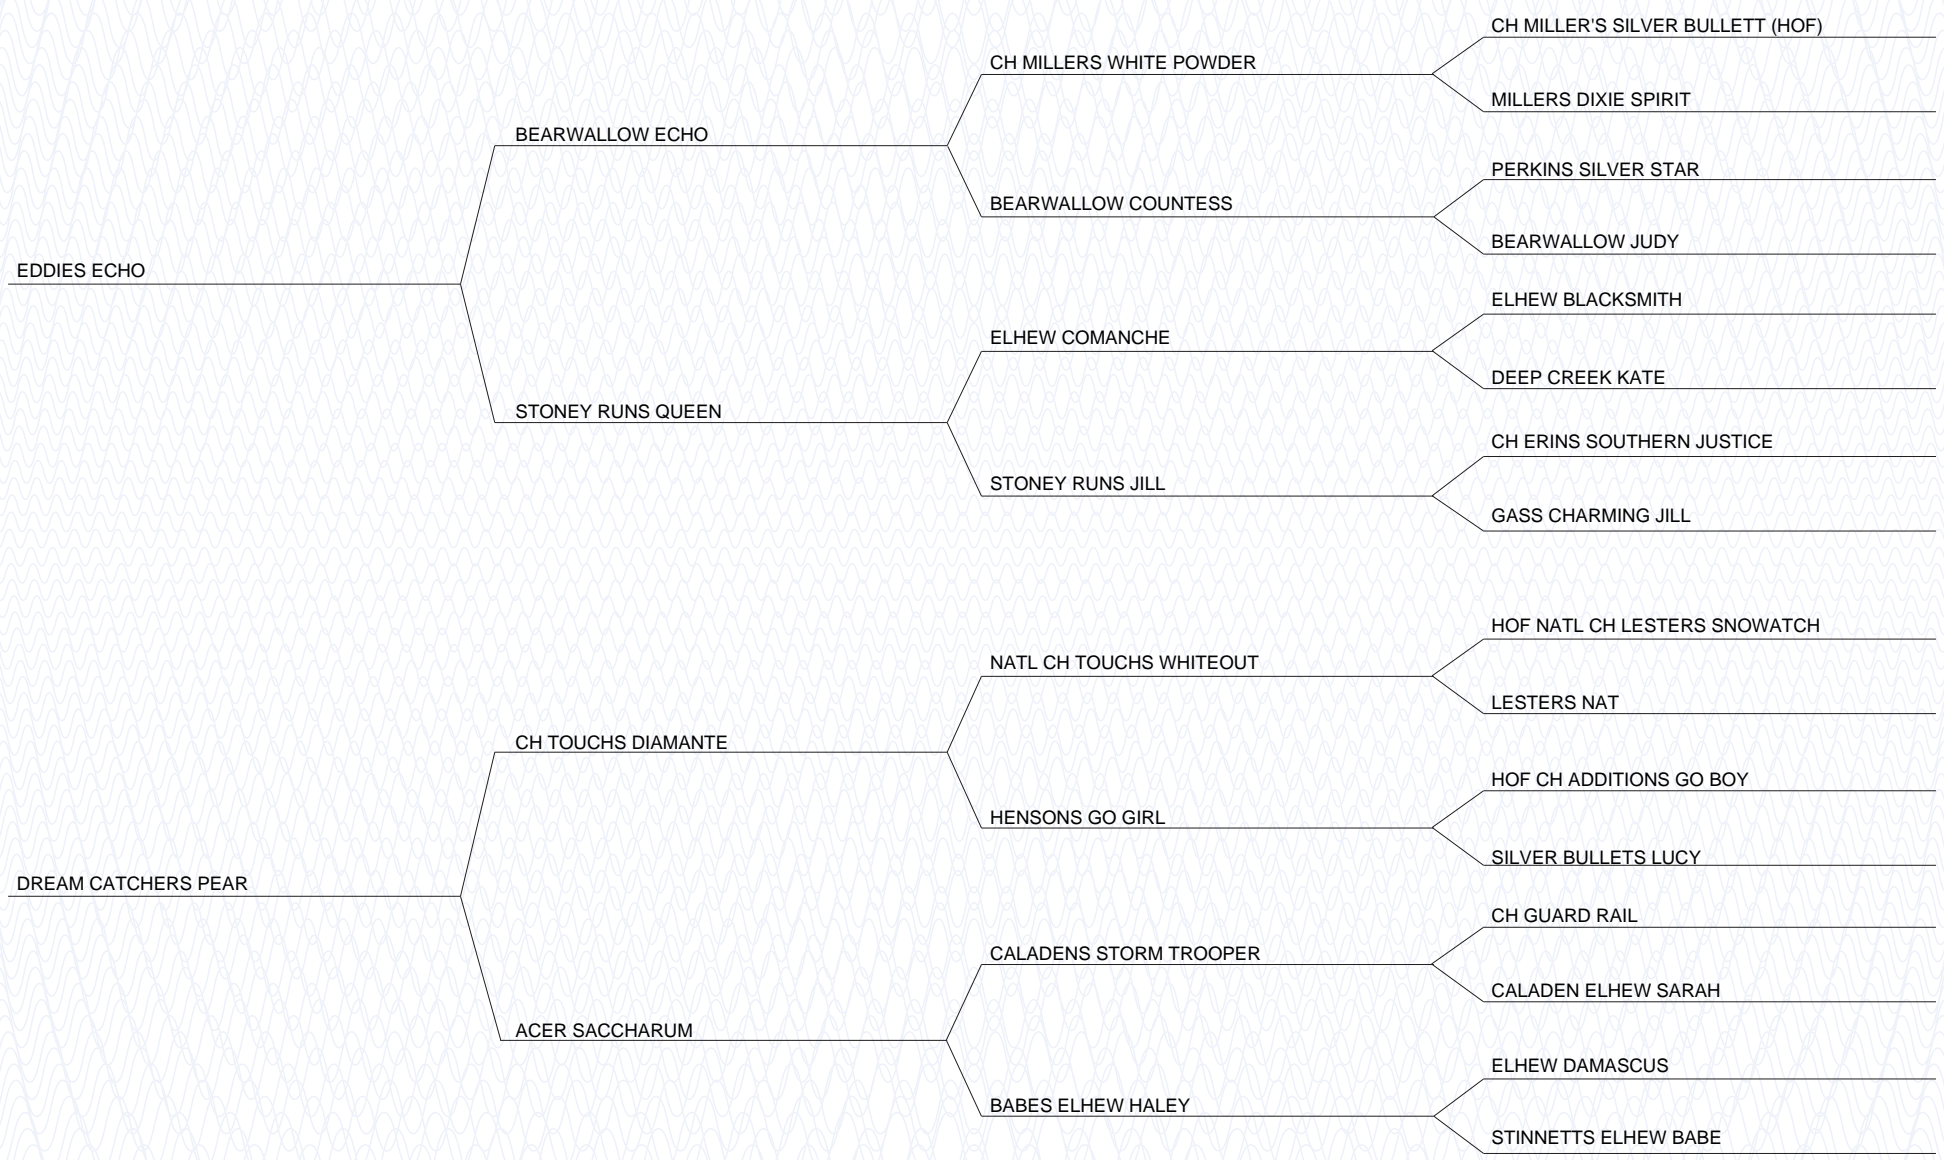 CH MILLER'S SILVER BULLETT (HOF)
CH MILLERS WHITE POWDER
MILLERS DIXIE SPIRIT
BEARWALLOW ECHO
PERKINS SILVER STAR
BEARWALLOW COUNTESS
BEARWALLOW JUDY
EDDIES ECHO
ELHEW BLACKSMITH
ELHEW COMANCHE
DEEP CREEK KATE
STONEY RUNS QUEEN
CH ERINS SOUTHERN JUSTICE
STONEY RUNS JILL
GASS CHARMING JILL
HOF NATL CH LESTERS SNOWATCH
NATL CH TOUCHS WHITEOUT
LESTERS NAT
CH TOUCHS DIAMANTE
HOF CH ADDITIONS GO BOY
HENSONS GO GIRL
SILVER BULLETS LUCY
DREAM CATCHERS PEAR
CH GUARD RAIL
CALADENS STORM TROOPER
CALADEN ELHEW SARAH
ACER SACCHARUM
ELHEW DAMASCUS
BABES ELHEW HALEY
STINNETTS ELHEW BABE